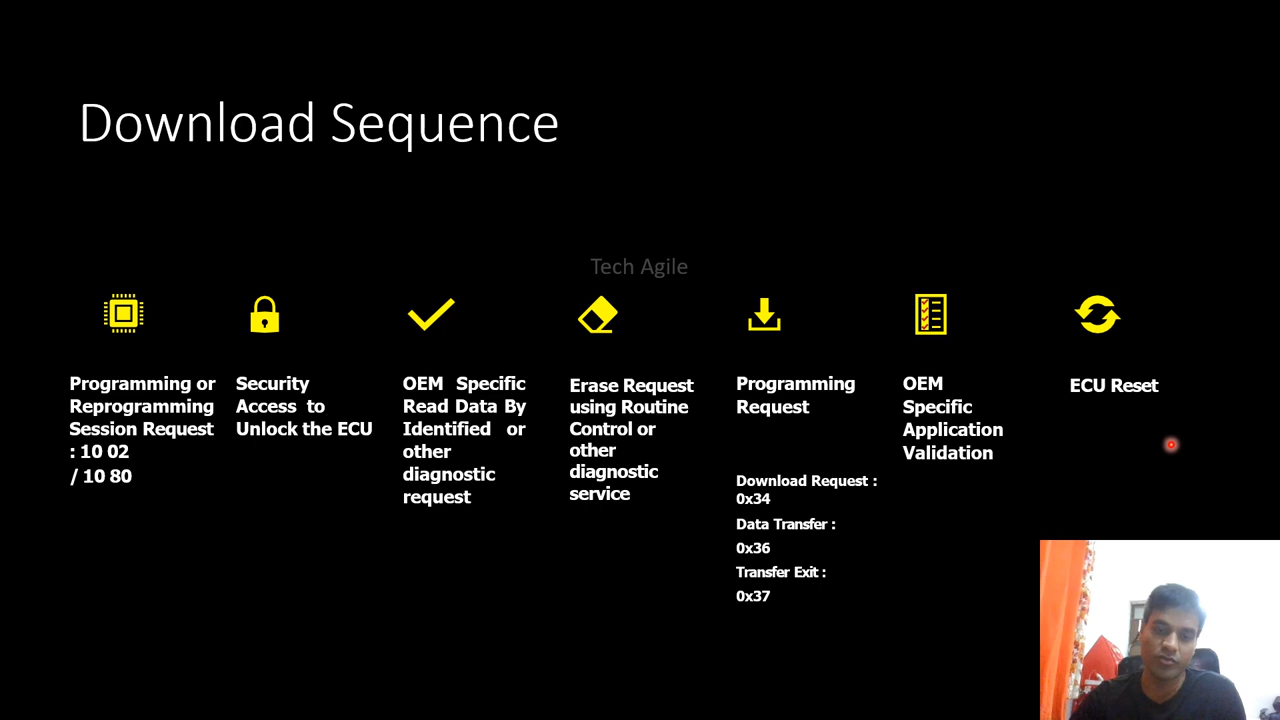 Download Sequence
Tech Agile
Programming or
Reprogramming
Session Request
: 10 02
/ 10 80
Security
Access to
Unlock the ECU
OEM Specific
Read Data By
Identified or
other
diagnostic
request
Erase Request
using Routine
Control or
other
diagnostic
service
Programming
Request
Download Request :
0x34
Data Transfer :
0x36
Transfer Exit :
0x37
OEM
Specific
Application
Validation
ECU Reset